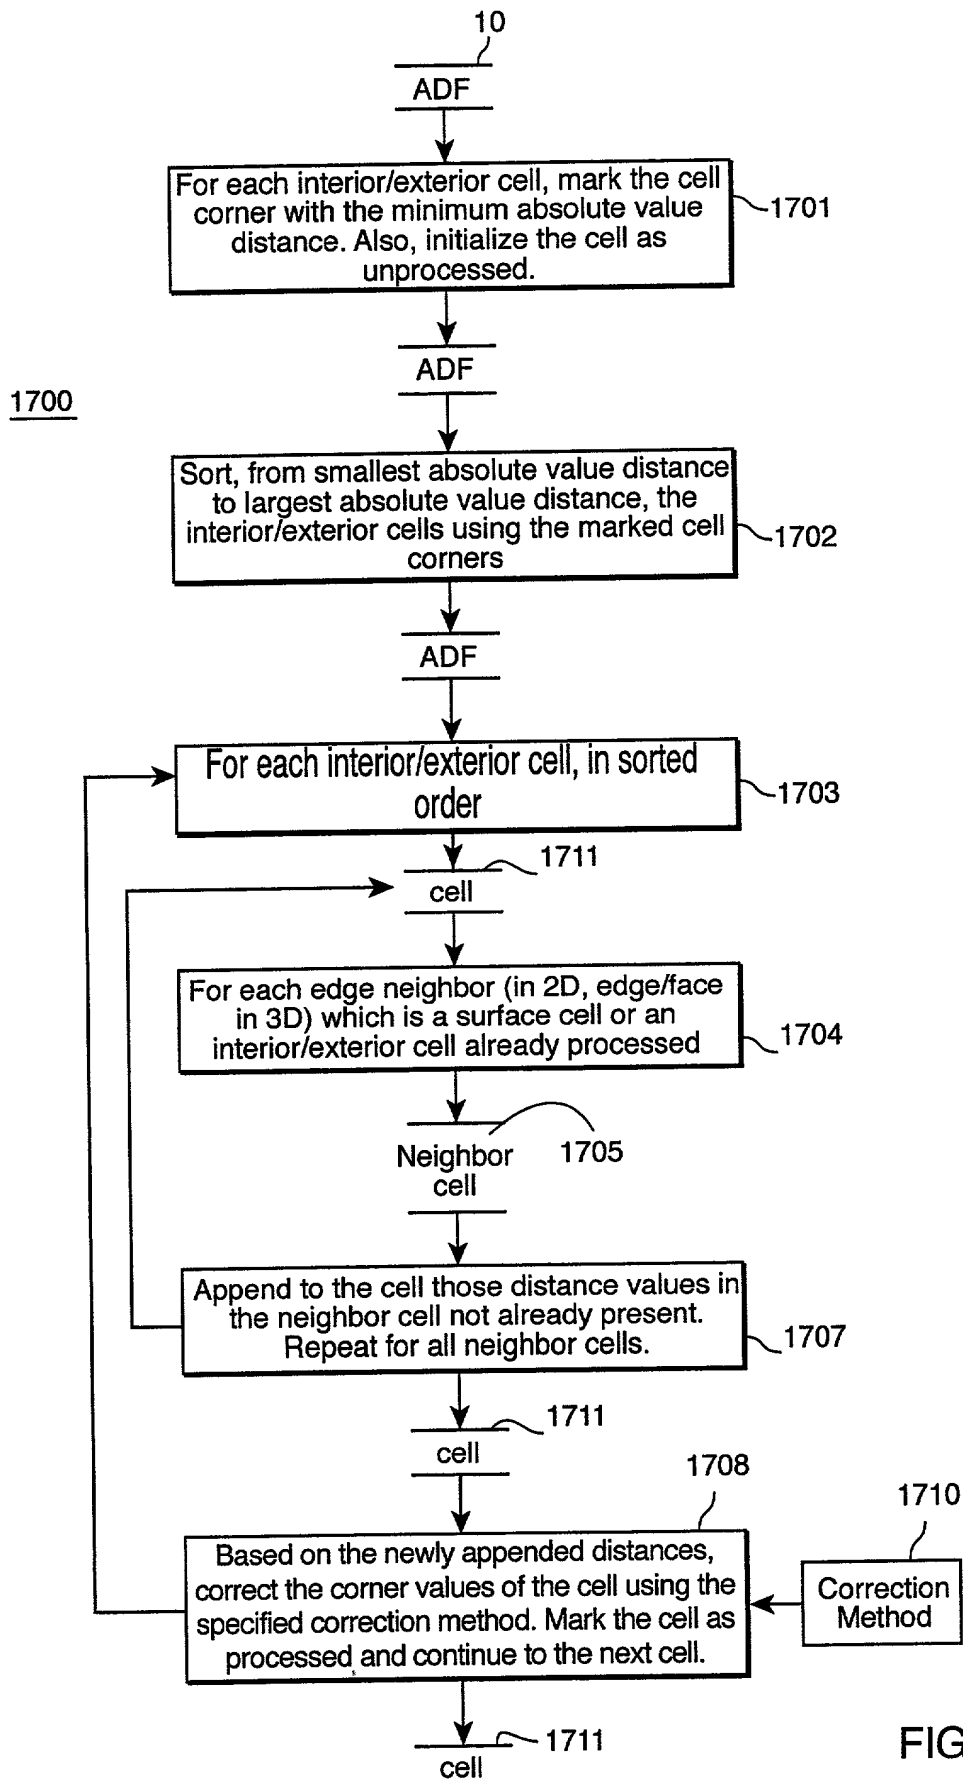 10
ADF
For each interior/exterior cell, mark the cell
corner with the minimum absolute value
distance. Also, initialize the cell as
unprocessed.
1701
ADF
1700
Sort, from smallest absolute value distance
to largest absolute value distance, the
interior/exterior cells using the marked cell
corners
1702
ADF
For each interior/exterior cell, in sorted
order
1703
1711
cell
For each edge neighbor (in 2D, edge/face
in 3D) which is a surface cell or an
interior/exterior cell already processed
1704
Neighbor
cell
1705
Append to the cell those distance values in
the neighbor cell not already present.
Repeat for all neighbor cells.
1707
1711
cell
1708
1710
Based on the newly appended distances,
correct the corner values of the cell using the
specified correction method. Mark the cell as
processed and continue to the next cell.
Correction
Method
1711
cell
FIG